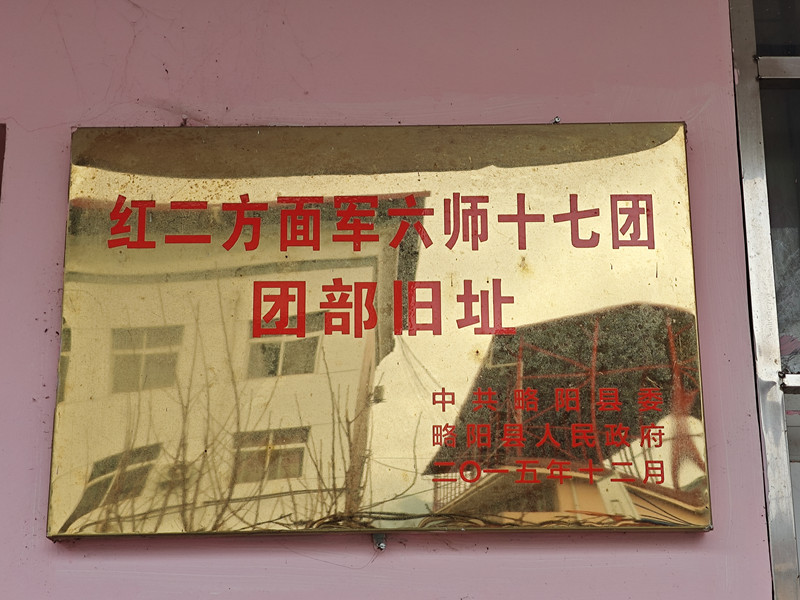 红二方面军六师十七团
团部旧址
中共略阳县委
略阳县人民政府
二〇一五年十二月